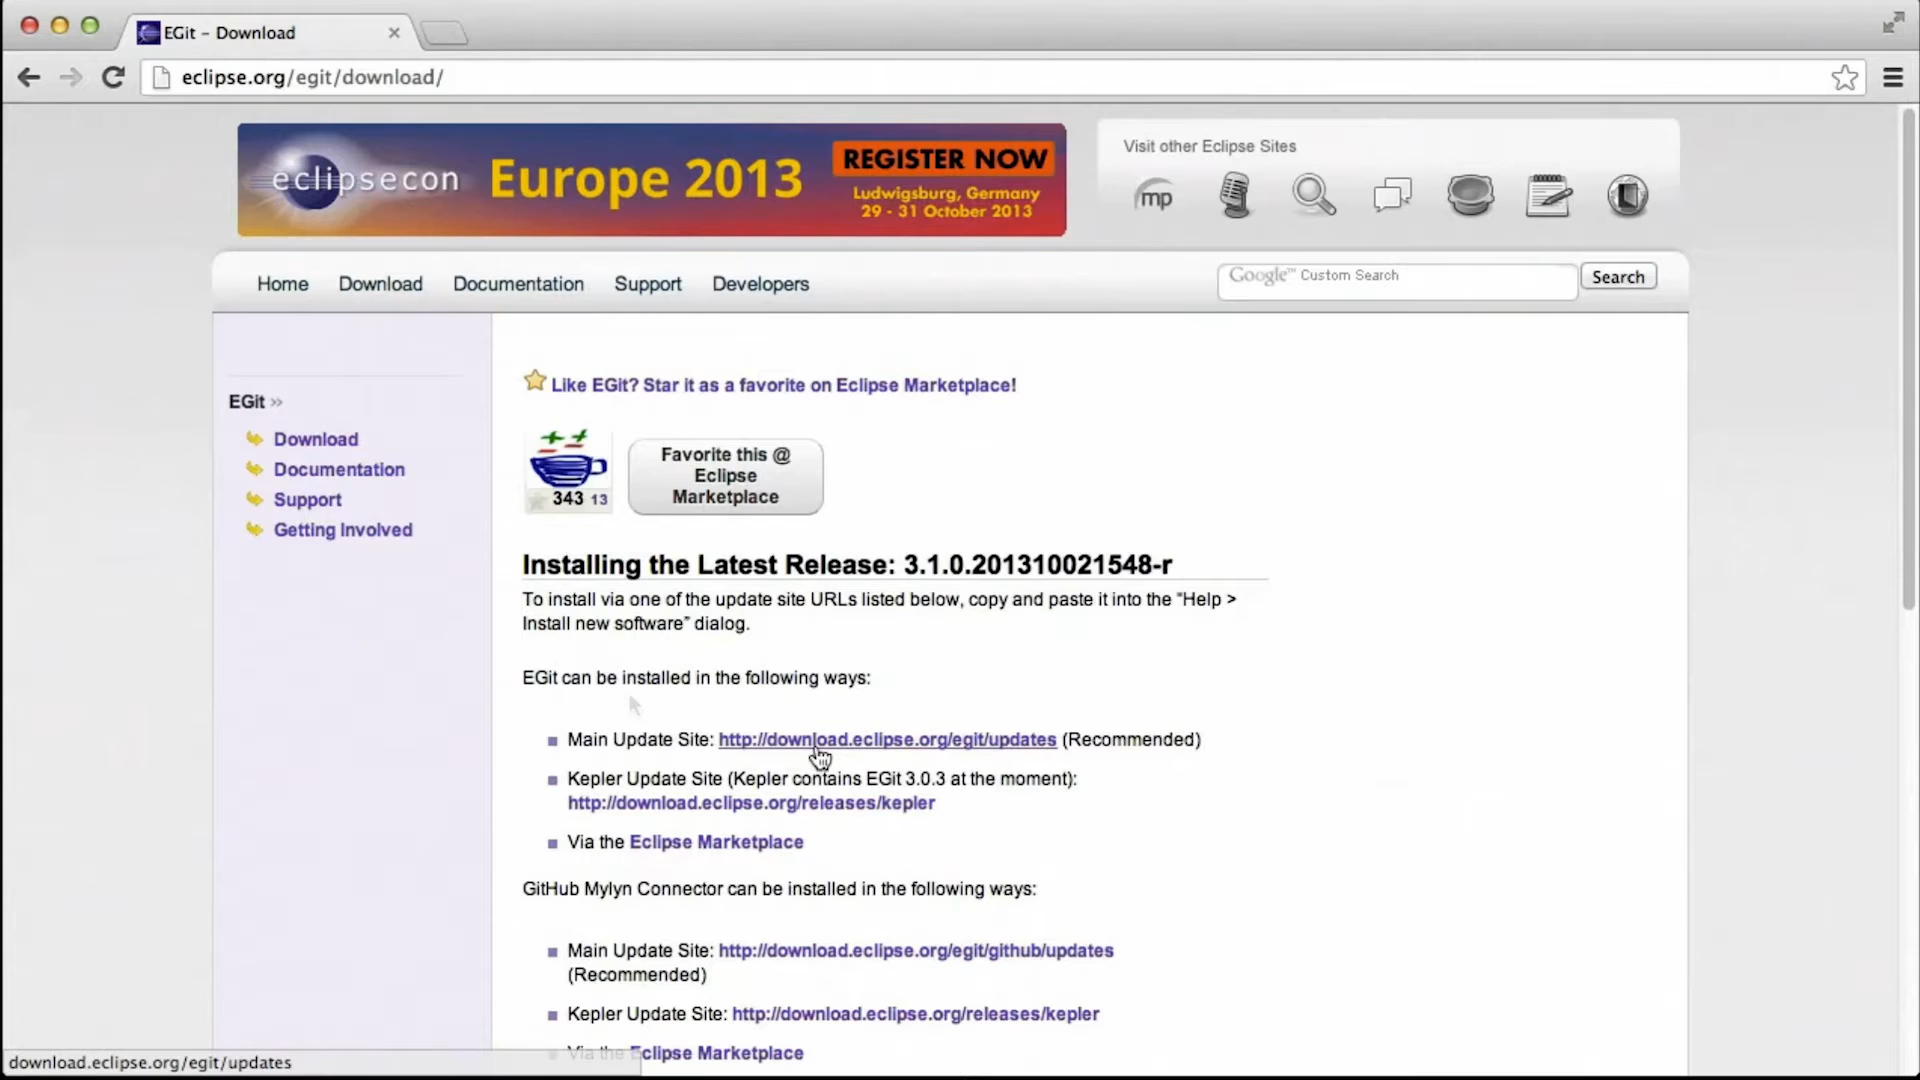 EGit – Download
eclipse.org/egit/download/
eclipsecon Europe 2013
REGISTER NOW
Ludwigsburg, Germany
29 - 31 October 2013
Visit other Eclipse Sites
mp
Home Download Documentation Support Developers
Google™ Custom Search
Search
EGit »
Download
Documentation
Support
Getting Involved
Like EGit? Star it as a favorite on Eclipse Marketplace!
343 13
Favorite this @
Eclipse
Marketplace
Installing the Latest Release: 3.1.0.201310021548-r
To install via one of the update site URLs listed below, copy and paste it into the "Help >
Install new software" dialog.
EGit can be installed in the following ways:
Main Update Site: http://download.eclipse.org/egit/updates (Recommended)
Kepler Update Site (Kepler contains EGit 3.0.3 at the moment):
http://download.eclipse.org/releases/kepler
Via the Eclipse Marketplace
GitHub Mylyn Connector can be installed in the following ways:
Main Update Site: http://download.eclipse.org/egit/github/updates
(Recommended)
Kepler Update Site: http://download.eclipse.org/releases/kepler
Via the Eclipse Marketplace
download.eclipse.org/egit/updates